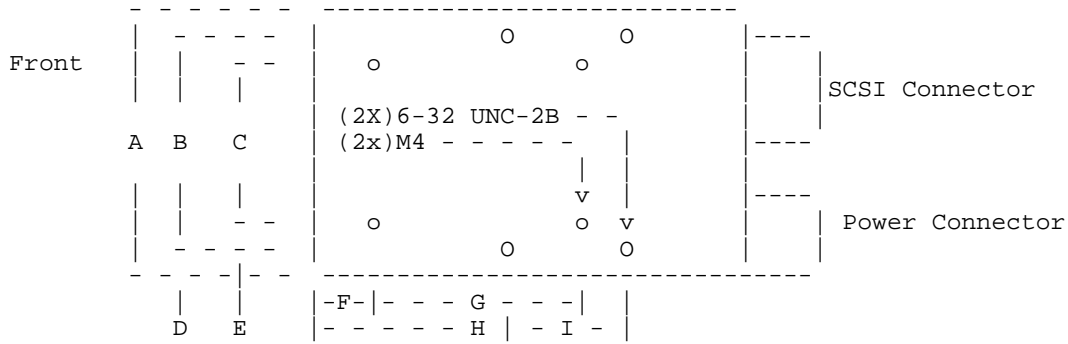 O O
Front o o
SCSI Connector
(2X)6-32 UNC-2B - -
A B C (2x)M4 - - - - -
v
o o v Power Connector
O O
|-F-|- - - G - - -| |
D E |- - - - - H | - I - |